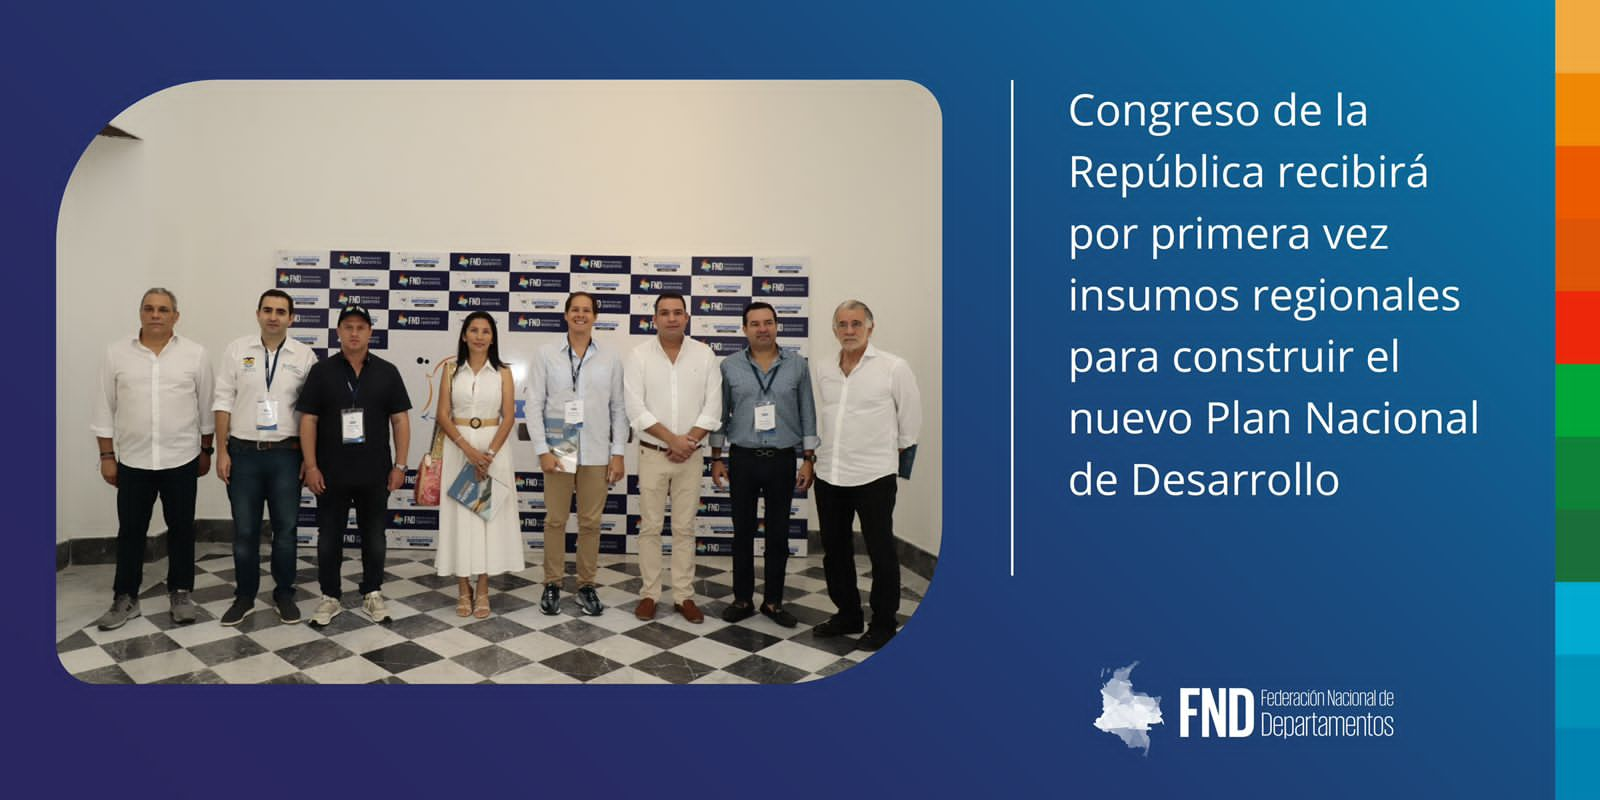 Congreso de la
República recibirá
por primera vez
insumos regionales
para construir el
nuevo Plan Nacional
de Desarrollo
FND Federación Nacional de
Departamentos
FND